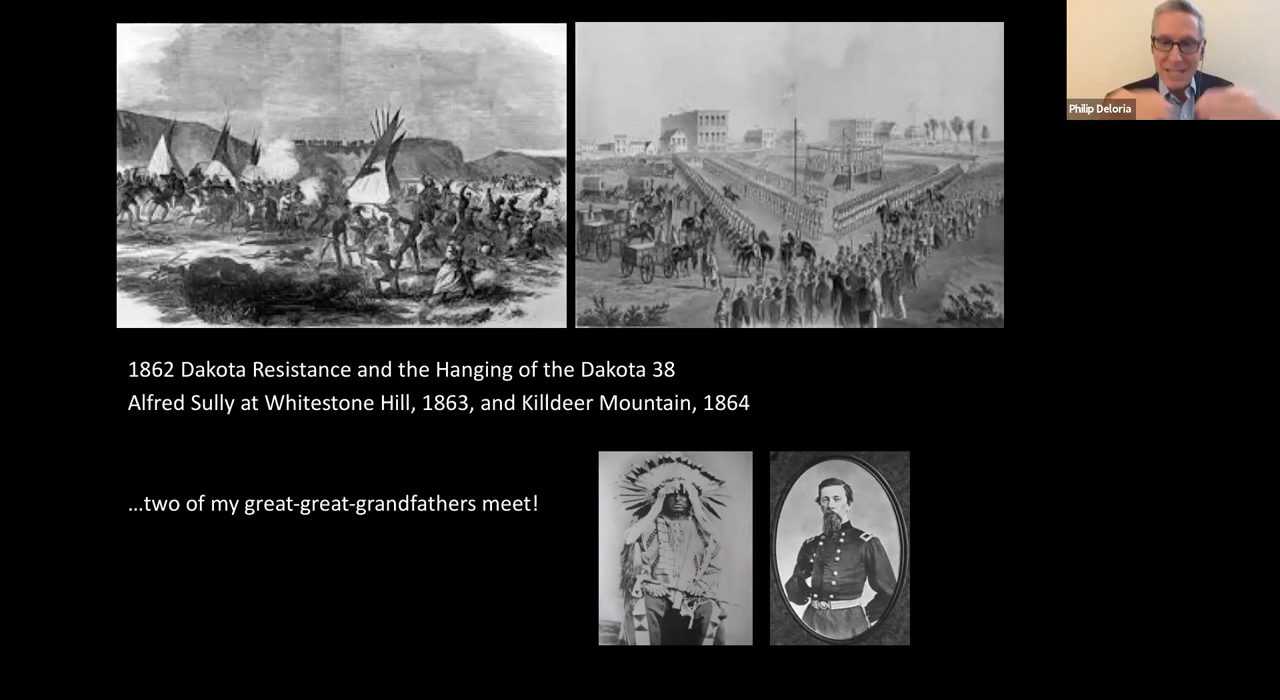 Philip Deloria
1862 Dakota Resistance and the Hanging of the Dakota 38
Alfred Sully at Whitestone Hill, 1863, and Killdeer Mountain, 1864
…two of my great-great-grandfathers meet!